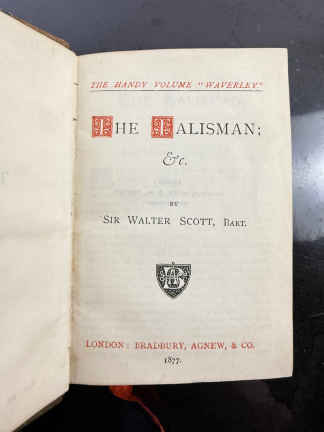 THE HANDY VOLUME "WAVERLEY."
THE TALISMAN;
&c.
BY
SIR WALTER SCOTT, BART.
LONDON: BRADBURY, AGNEW, & CO.
1877.